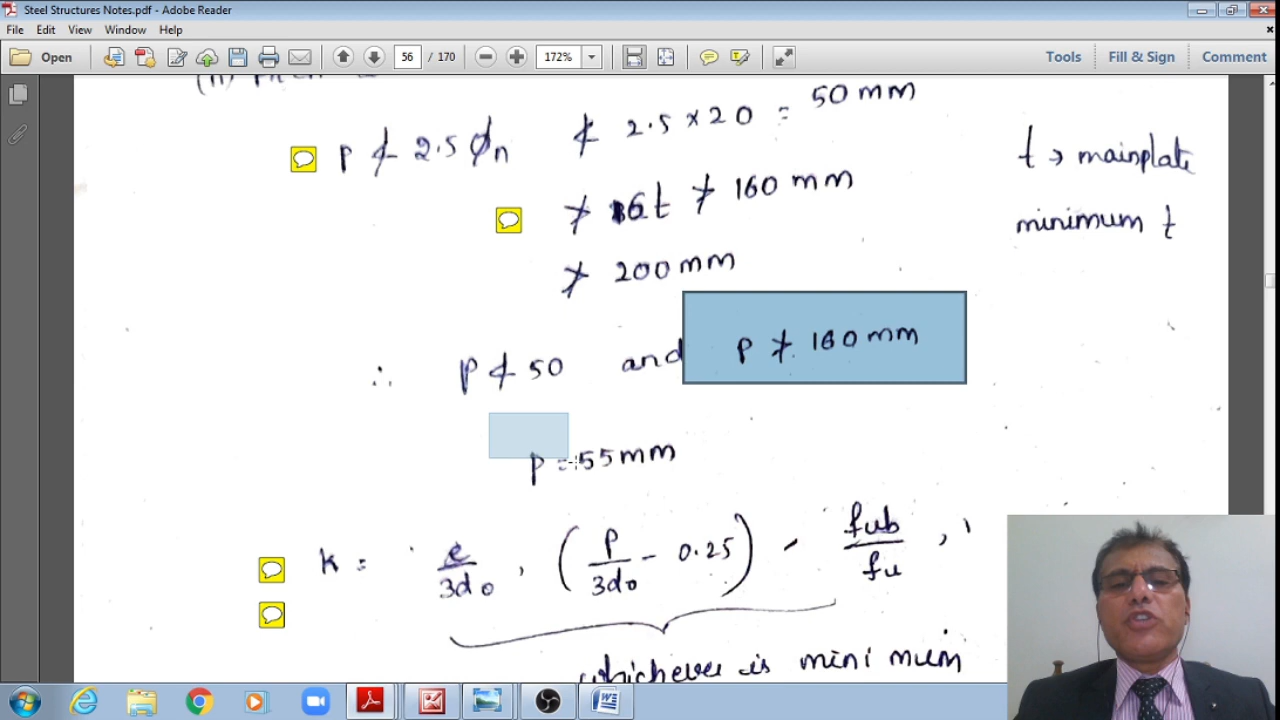 Steel Structures Notes.pdf - Adobe Reader
File Edit View Window Help
Open 56 / 170 172% Tools Fill & Sign Comment
p ≮ 2.5 ϕn ≮ 2.5 × 20 = 50 mm
t → mainplate
≯ 16t ≯ 160 mm
minimum t
≯ 200 mm
∴ p ≮ 50 and p ≯ 160 mm
p = 55 mm
k = e/3d₀ , (p/3d₀ - 0.25) - fub/fu , 1
whichever is minimum